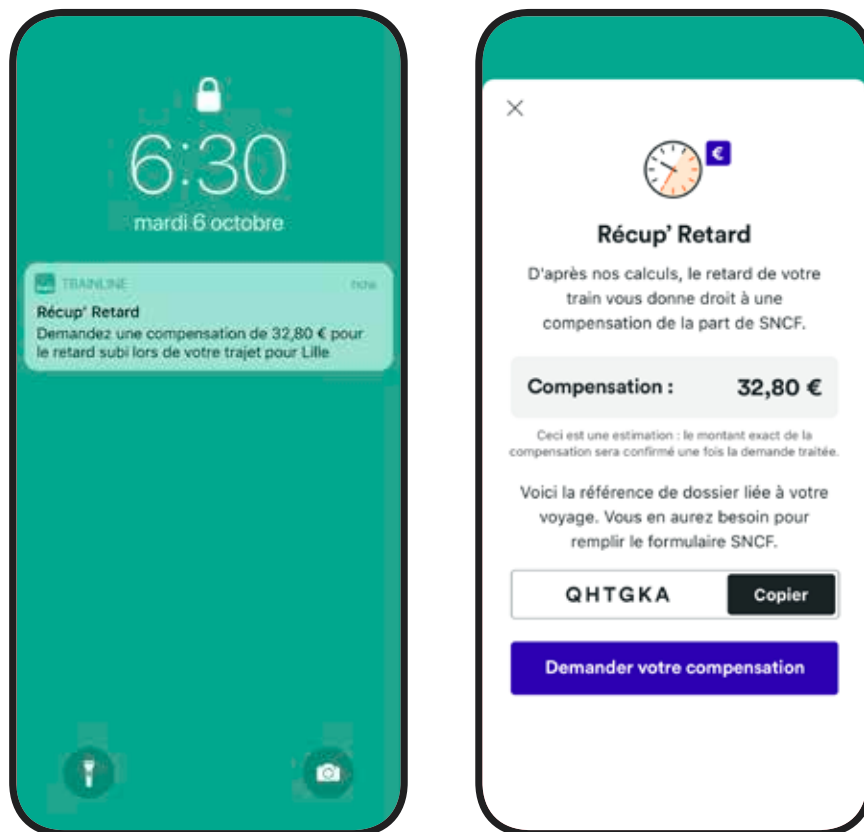 6:30
mardi 6 octobre
TRAINLINE
now
Récup' Retard
Demandez une compensation de 32,80 € pour
le retard subi lors de votre trajet pour Lille
€
Récup' Retard
D'après nos calculs, le retard de votre
train vous donne droit à une
compensation de la part de SNCF.
Compensation : 32,80 €
Ceci est une estimation : le montant exact de la
compensation sera confirmé une fois la demande traitée.
Voici la référence de dossier liée à votre
voyage. Vous en aurez besoin pour
remplir le formulaire SNCF.
QHTGKA
Copier
Demander votre compensation